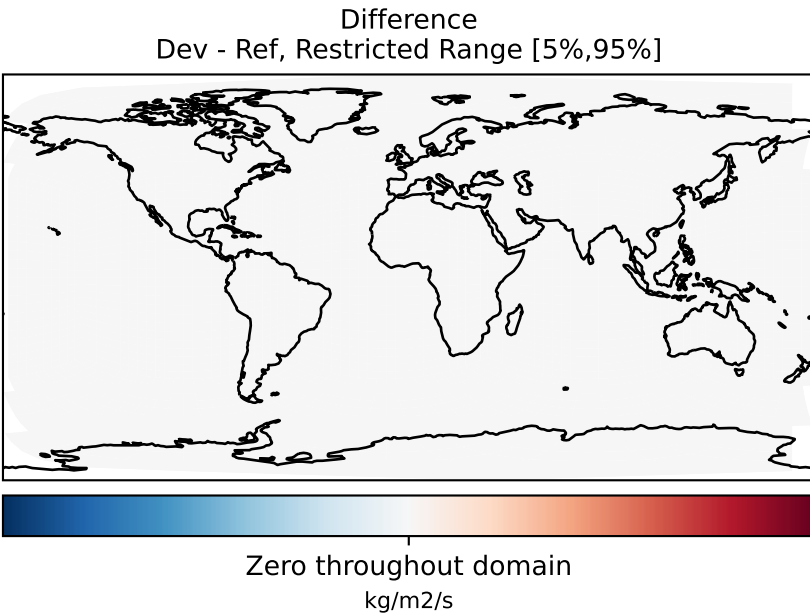 Difference
Dev - Ref, Restricted Range [5%,95%]
Zero throughout domain
kg/m2/s